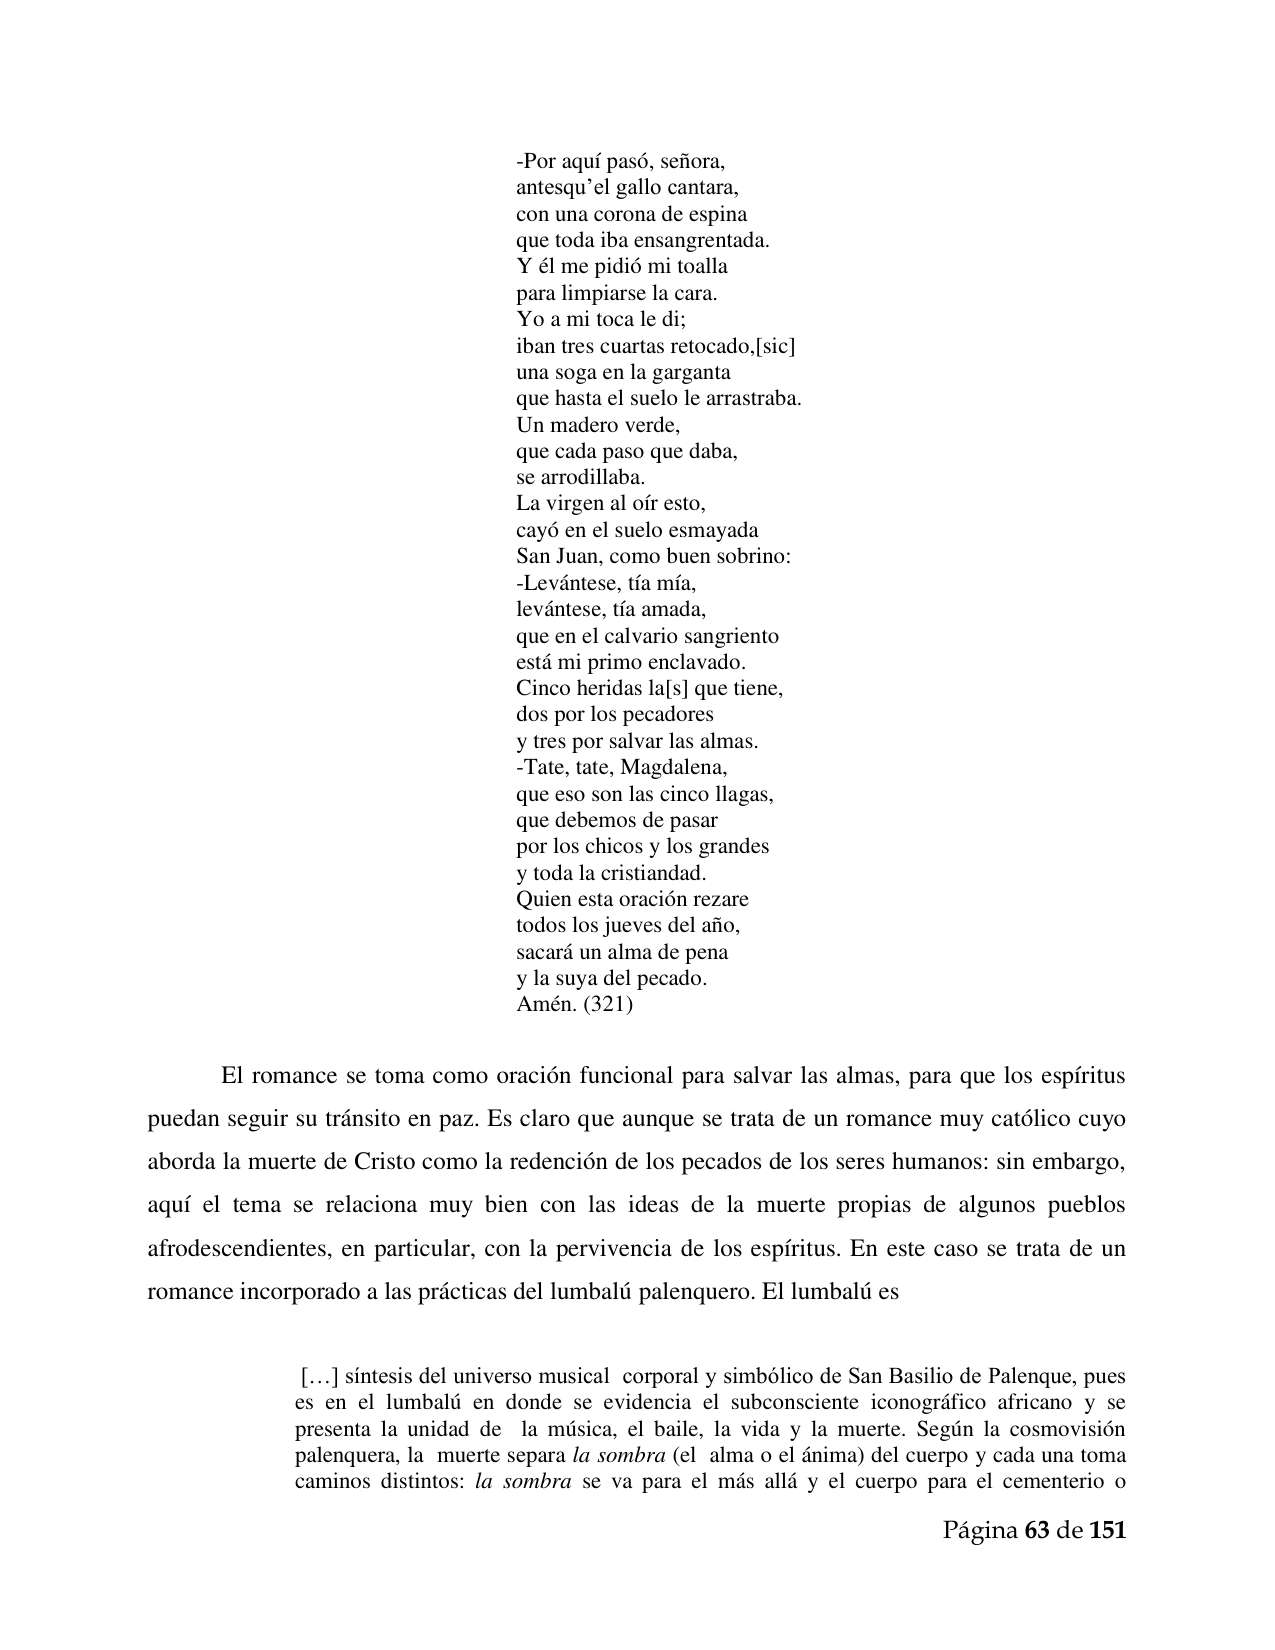 -Por aquí pasó, señora,
antesqu’el gallo cantara,
con una corona de espina
que toda iba ensangrentada.
Y él me pidió mi toalla
para limpiarse la cara.
Yo a mi toca le di;
iban tres cuartas retocado,[sic]
una soga en la garganta
que hasta el suelo le arrastraba.
Un madero verde,
que cada paso que daba,
se arrodillaba.
La virgen al oír esto,
cayó en el suelo esmayada
San Juan, como buen sobrino:
-Levántese, tía mía,
levántese, tía amada,
que en el calvario sangriento
está mi primo enclavado.
Cinco heridas la[s] que tiene,
dos por los pecadores
y tres por salvar las almas.
-Tate, tate, Magdalena,
que eso son las cinco llagas,
que debemos de pasar
por los chicos y los grandes
y toda la cristiandad.
Quien esta oración rezare
todos los jueves del año,
sacará un alma de pena
y la suya del pecado.
Amén. (321)
El romance se toma como oración funcional para salvar las almas, para que los espíritus
puedan seguir su tránsito en paz. Es claro que aunque se trata de un romance muy católico cuyo
aborda la muerte de Cristo como la redención de los pecados de los seres humanos: sin embargo,
aquí el tema se relaciona muy bien con las ideas de la muerte propias de algunos pueblos
afrodescendientes, en particular, con la pervivencia de los espíritus. En este caso se trata de un
romance incorporado a las prácticas del lumbalú palenquero. El lumbalú es
[…] síntesis del universo musical corporal y simbólico de San Basilio de Palenque, pues
es en el lumbalú en donde se evidencia el subconsciente iconográfico africano y se
presenta la unidad de la música, el baile, la vida y la muerte. Según la cosmovisión
palenquera, la muerte separa la sombra (el alma o el ánima) del cuerpo y cada una toma
caminos distintos: la sombra se va para el más allá y el cuerpo para el cementerio o
Página 63 de 151